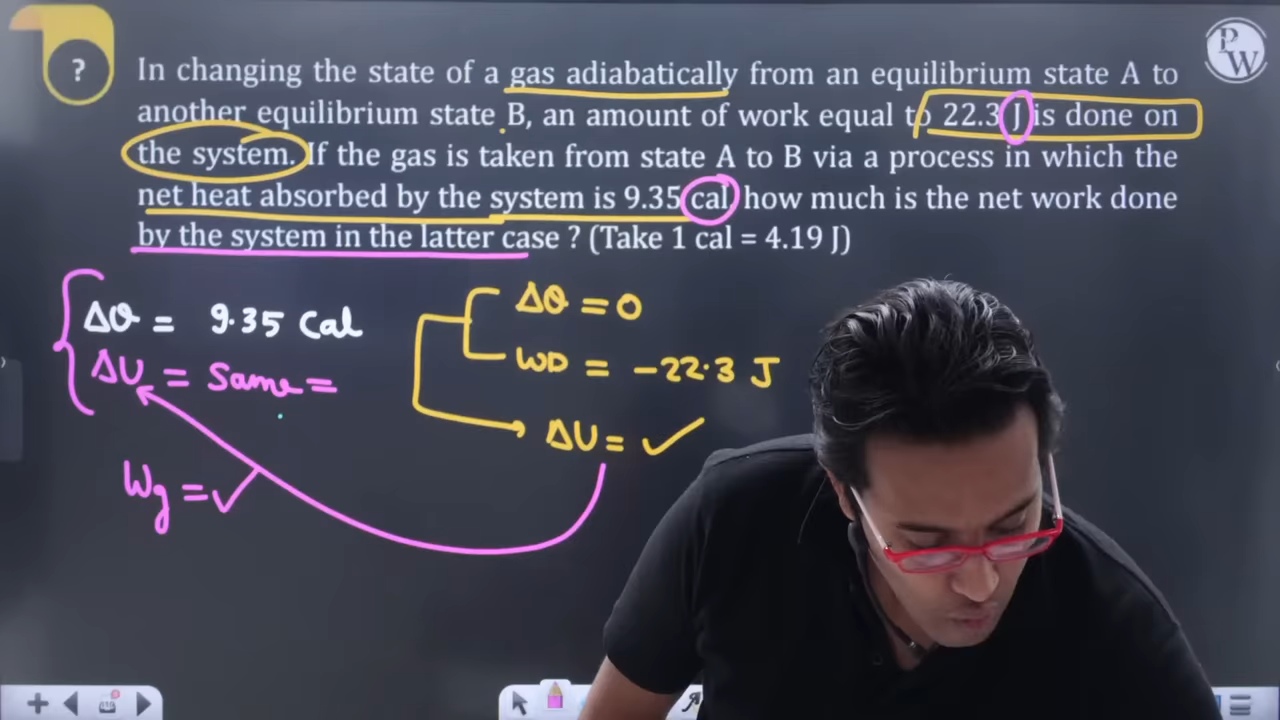 ?
In changing the state of a gas adiabatically from an equilibrium state A to
another equilibrium state B, an amount of work equal to 22.3 J is done on
the system. If the gas is taken from state A to B via a process in which the
net heat absorbed by the system is 9.35 cal, how much is the net work done
by the system in the latter case ? (Take 1 cal = 4.19 J)
PW
ΔQ = 9.35 Cal
ΔU = Same =
Wg = ✓
ΔQ = 0
WD = -22.3 J
ΔU = ✓